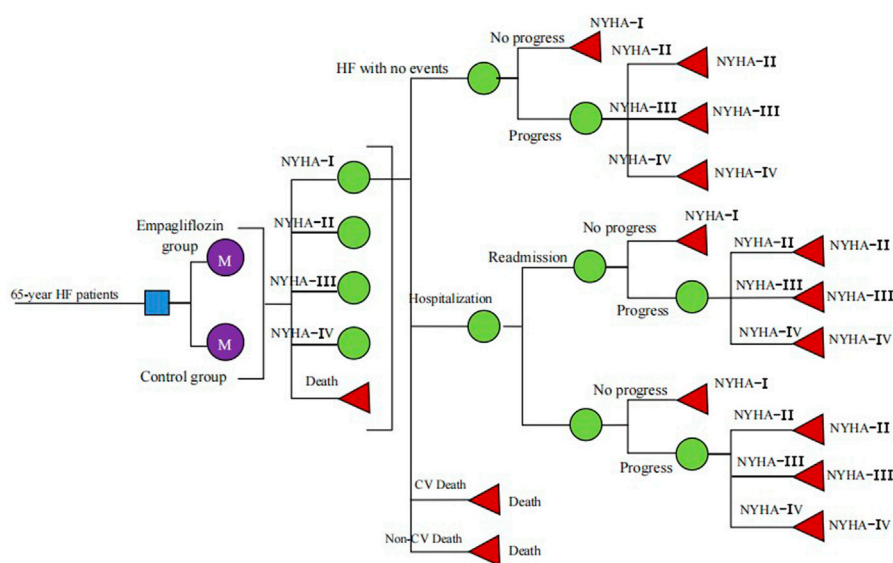 65-year HF patients
Empagliflozin
group
M
M
Control group
NYHA-I
NYHA-II
NYHA-III
NYHA-IV
Death
HF with no events
No progress
NYHA-I
Progress
NYHA-II
NYHA-II
NYHA-III
NYHA-III
NYHA-IV
NYHA-IV
Hospitalization
Readmission
No progress
NYHA-I
Progress
NYHA-II
NYHA-II
NYHA-III
NYHA-III
NYHA-IV
NYHA-IV
No progress
NYHA-I
Progress
NYHA-II
NYHA-II
NYHA-III
NYHA-III
NYHA-IV
NYHA-IV
CV Death
Death
Non-CV Death
Death